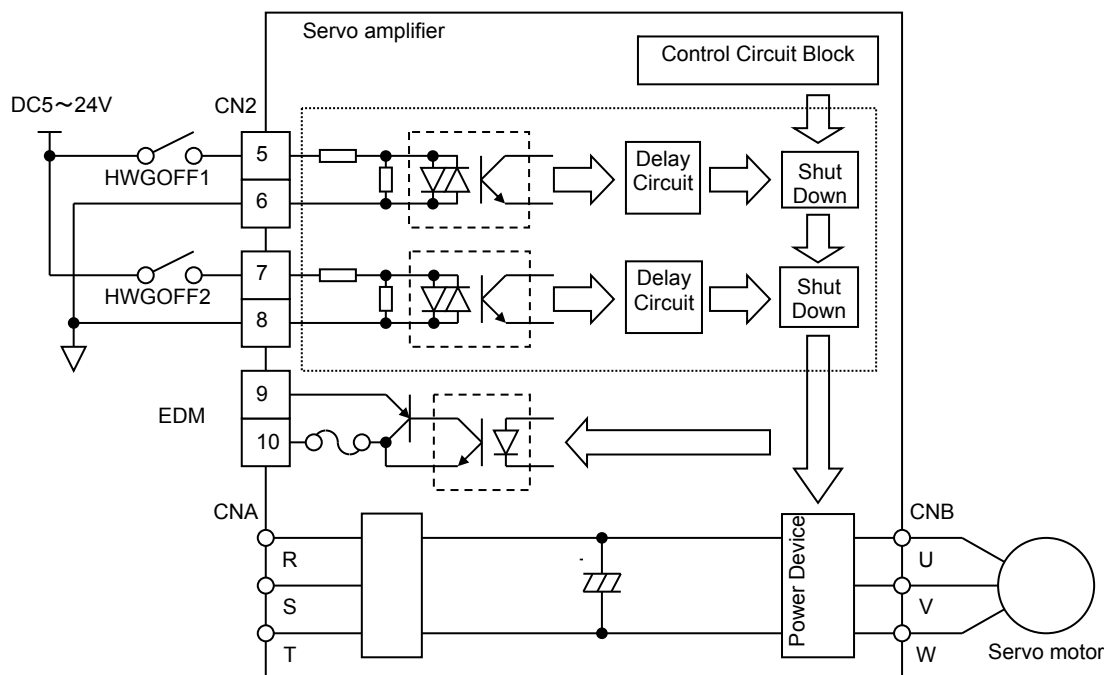 Servo amplifier
Control Circuit Block
DC5～24V
CN2
5
HWGOFF1
6
Delay
Circuit
Shut
Down
7
HWGOFF2
8
Delay
Circuit
Shut
Down
9
EDM
10
CNA
R
S
T
Power Device
CNB
U
V
W
Servo motor